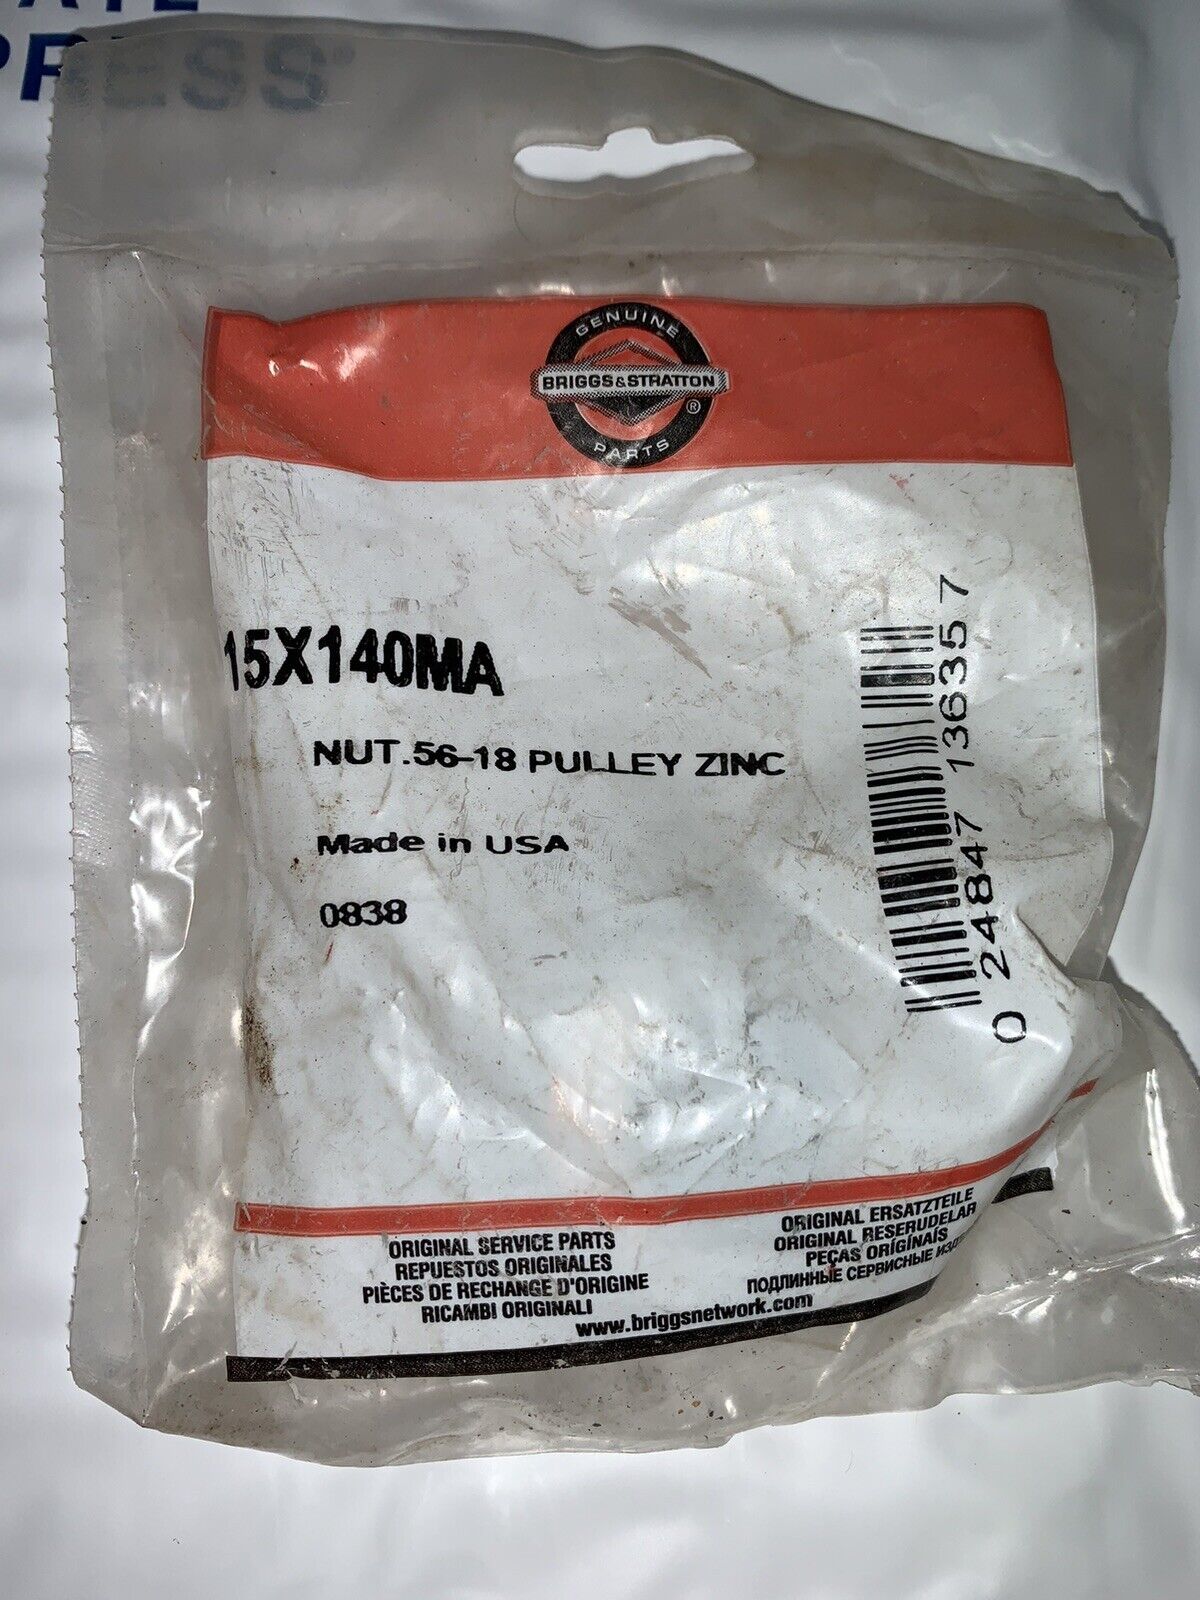 GENUINE
BRIGGS&STRATTON
®
PARTS
15X140MA
NUT.56-18 PULLEY ZINC
Made in USA
0838
0 24847 13635 7
ORIGINAL SERVICE PARTS
REPUESTOS ORIGINALES
PIÈCES DE RECHANGE D'ORIGINE
RICAMBI ORIGINALI
ORIGINAL ERSATZTEILE
ORIGINAL RESERUDELAR
PEÇAS ORIGINAIS
ПОДЛИННЫЕ СЕРВИСНЫЕ
www.briggsnetwork.com